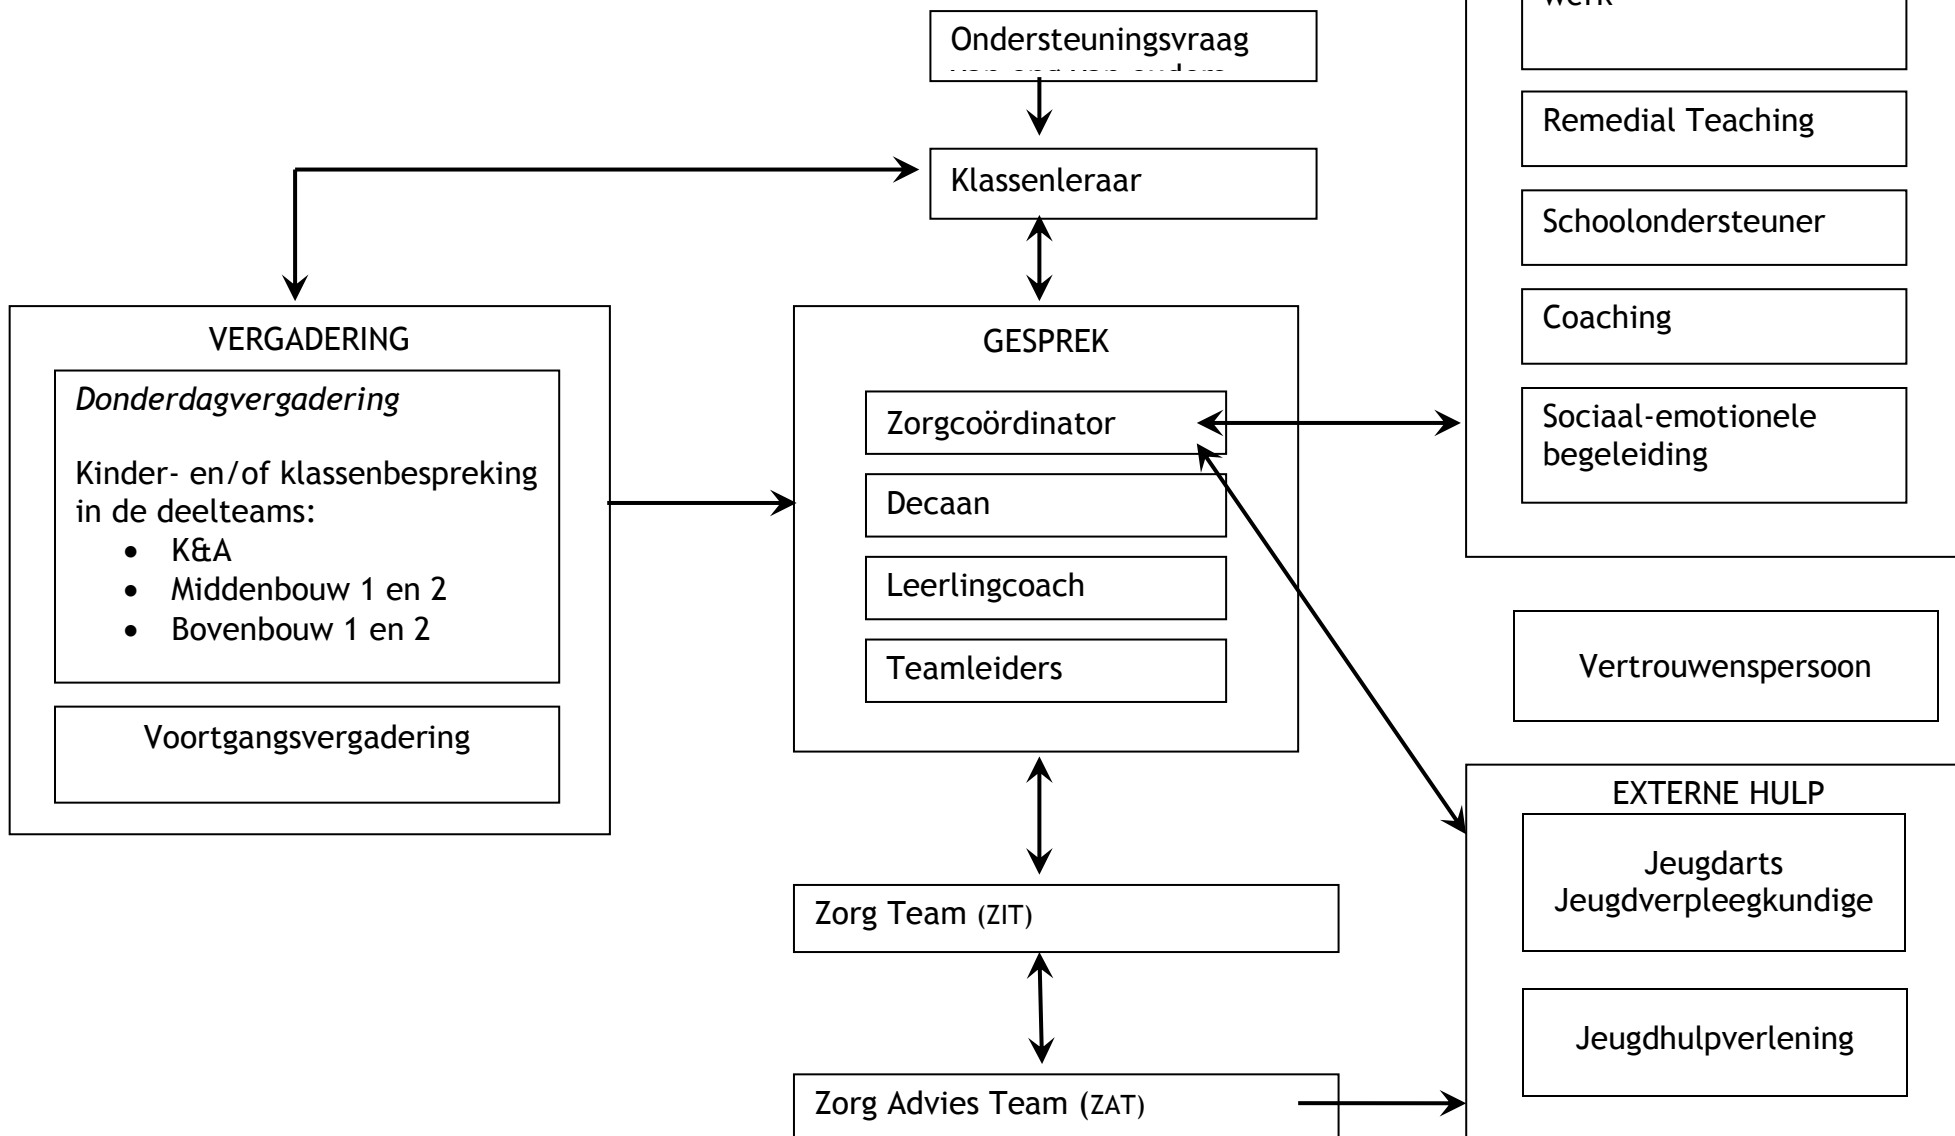 Ondersteuningsvraag
Klassenleraar
VERGADERING
Donderdagvergadering
Kinder- en/of klassenbespreking
in de deelteams:
• K&A
• Middenbouw 1 en 2
• Bovenbouw 1 en 2
Voortgangsvergadering
GESPREK
Zorgcoördinator
Decaan
Leerlingcoach
Teamleiders
Zorg Team (ZIT)
Zorg Advies Team (ZAT)
Remedial Teaching
Schoolondersteuner
Coaching
Sociaal-emotionele
begeleiding
Vertrouwenspersoon
EXTERNE HULP
Jeugdarts
Jeugdverpleegkundige
Jeugdhulpverlening